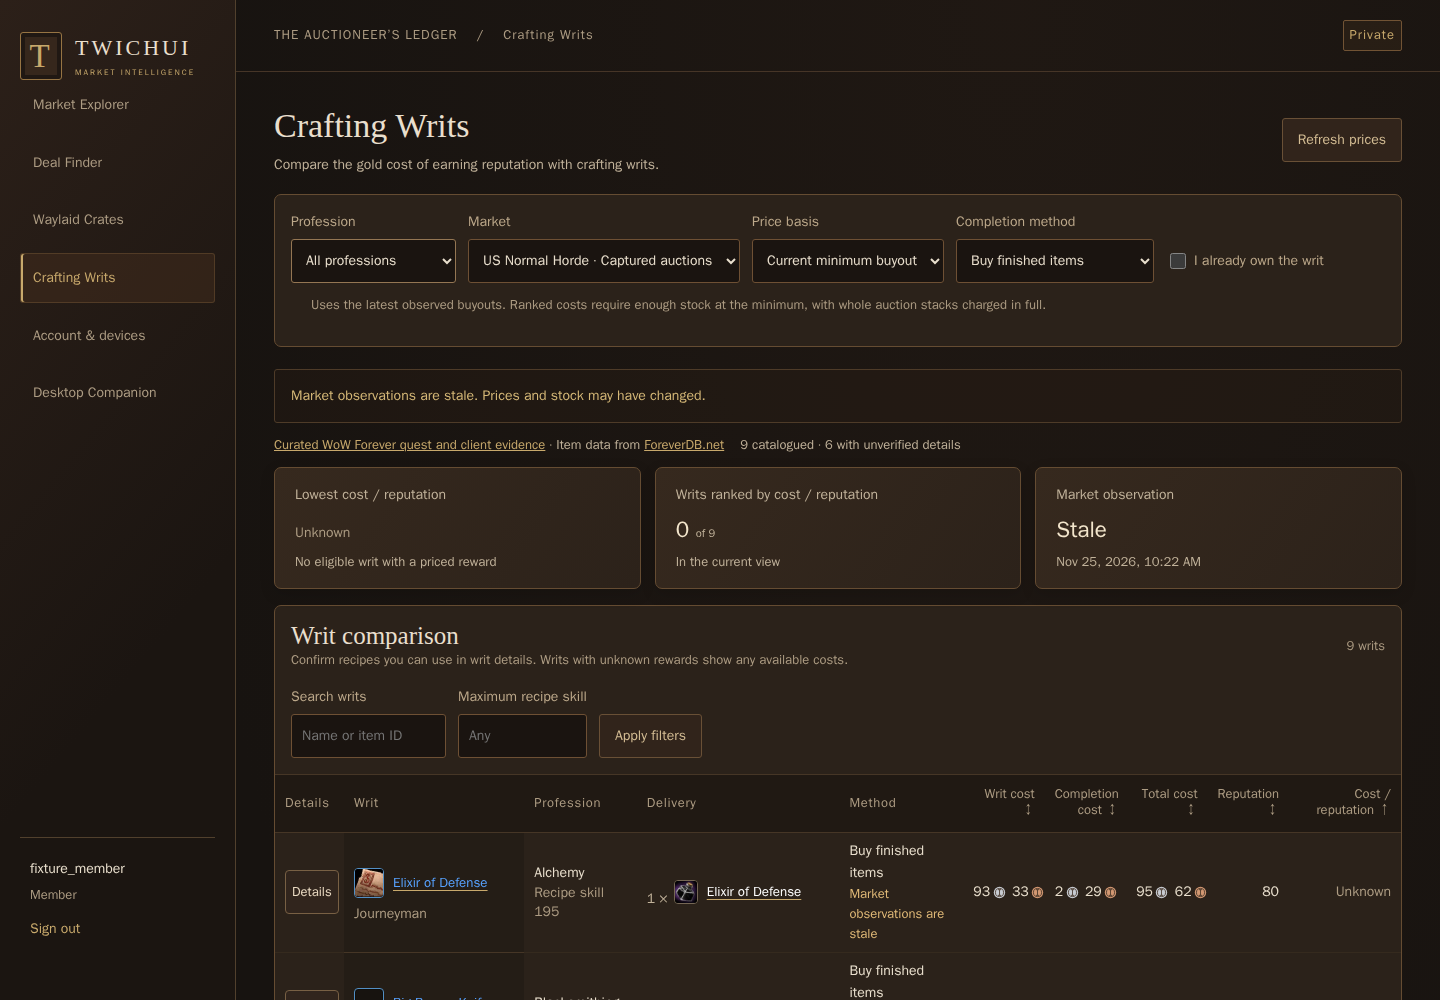 T
TWICHUI
MARKET INTELLIGENCE
Market Explorer
Deal Finder
Waylaid Crates
Crafting Writs
Account & devices
Desktop Companion
fixture_member
Member
Sign out
THE AUCTIONEER'S LEDGER / Crafting Writs
Private
Crafting Writs
Compare the gold cost of earning reputation with crafting writs.
Refresh prices
Profession Market Price basis Completion method
All professions US Normal Horde · Captured auctions Current minimum buyout Buy finished items I already own the writ
Uses the latest observed buyouts. Ranked costs require enough stock at the minimum, with whole auction stacks charged in full.
Market observations are stale. Prices and stock may have changed.
Curated WoW Forever quest and client evidence · Item data from ForeverDB.net 9 catalogued · 6 with unverified details
Lowest cost / reputation
Unknown
No eligible writ with a priced reward
Writs ranked by cost / reputation
0 of 9
In the current view
Market observation
Stale
Nov 25, 2026, 10:22 AM
Writ comparison
Confirm recipes you can use in writ details. Writs with unknown rewards show any available costs.
9 writs
Search writs Maximum recipe skill
Name or item ID Any Apply filters
Details Writ Profession Delivery Method Writ cost ↕ Completion cost ↕ Total cost ↕ Reputation ↕ Cost / reputation ↑
Details
Elixir of Defense
Journeyman
Alchemy
Recipe skill
195
1 × Elixir of Defense
Buy finished
items
Market
observations are
stale
93 33 2 29 95 62 80 Unknown
Buy finished
items